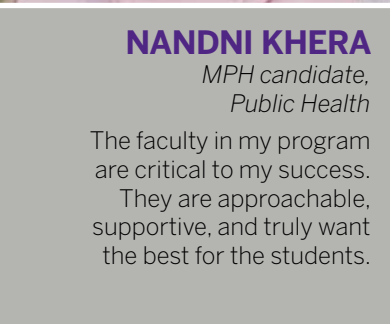 NANDNI KHERA
MPH candidate,
Public Health
The faculty in my program
are critical to my success.
They are approachable,
supportive, and truly want
the best for the students.